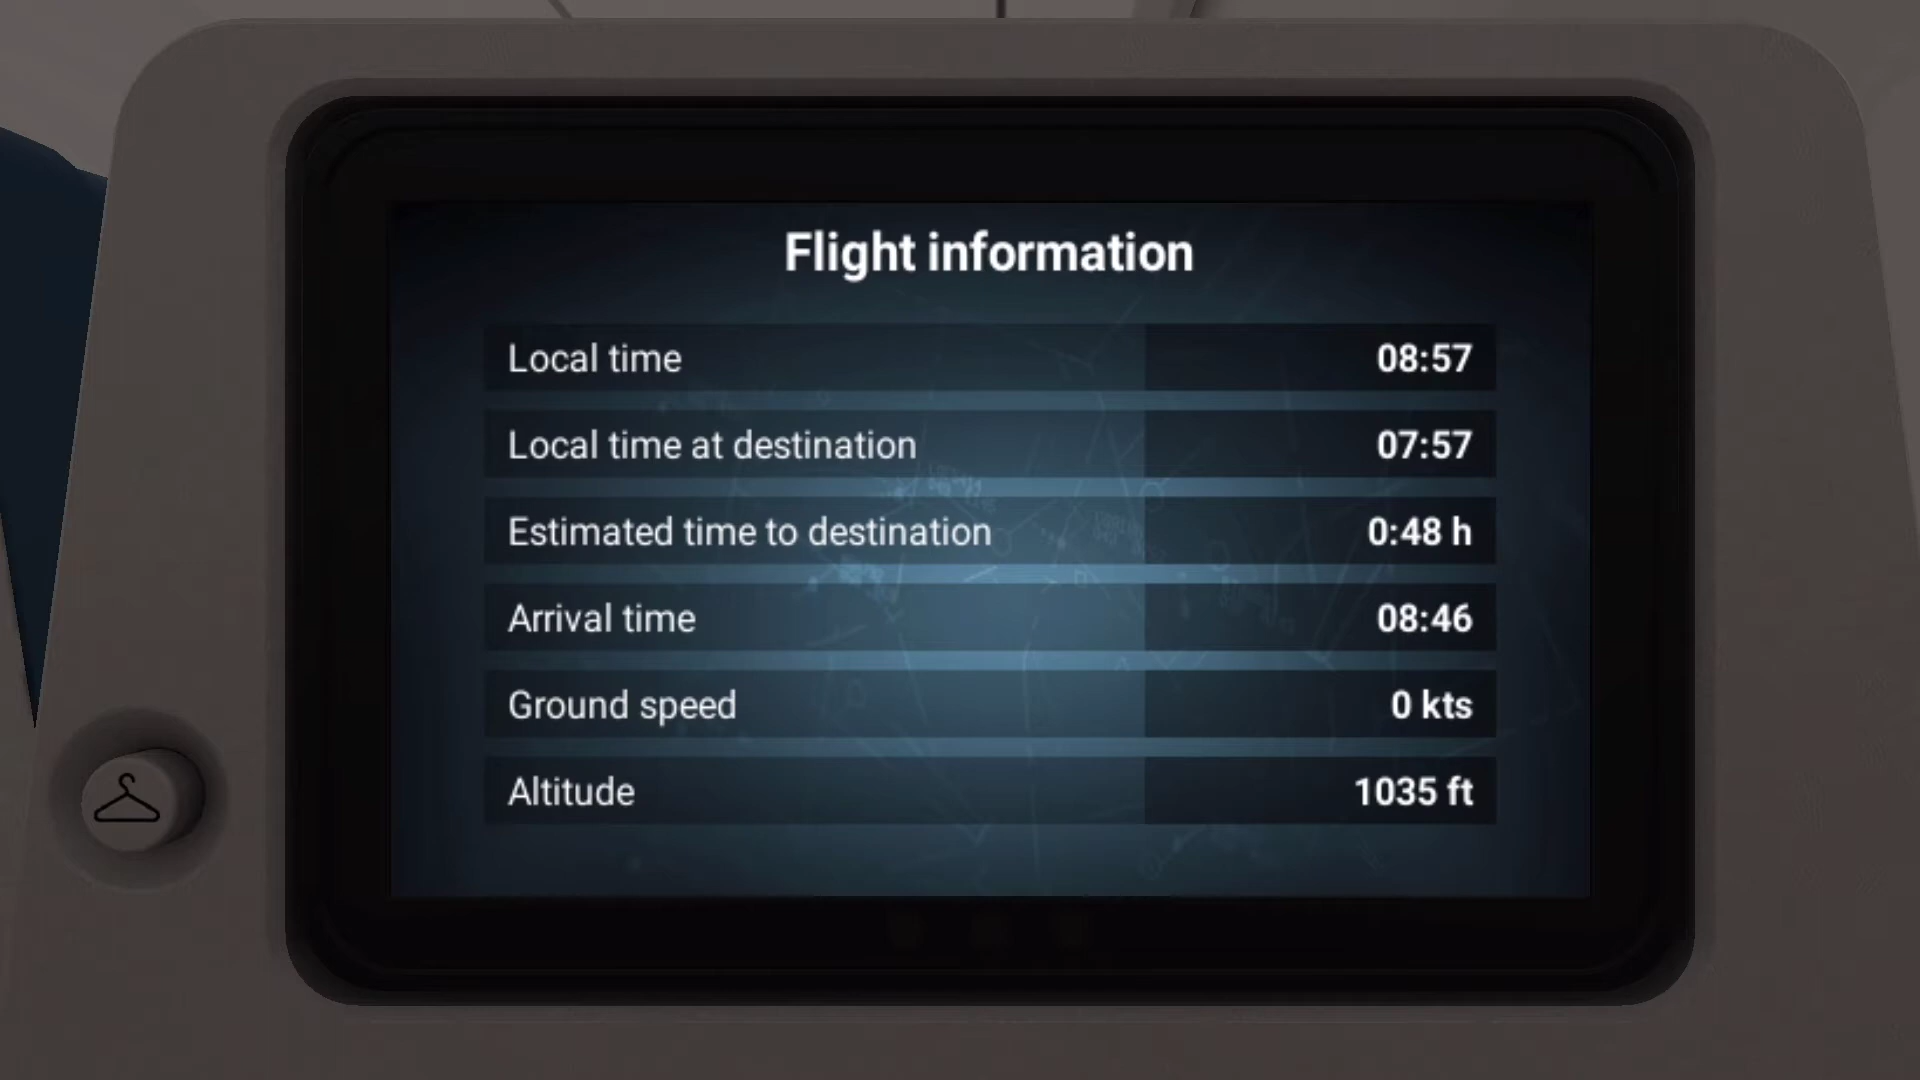 Flight information
Local time 08:57
Local time at destination 07:57
Estimated time to destination 0:48 h
Arrival time 08:46
Ground speed 0 kts
Altitude 1035 ft